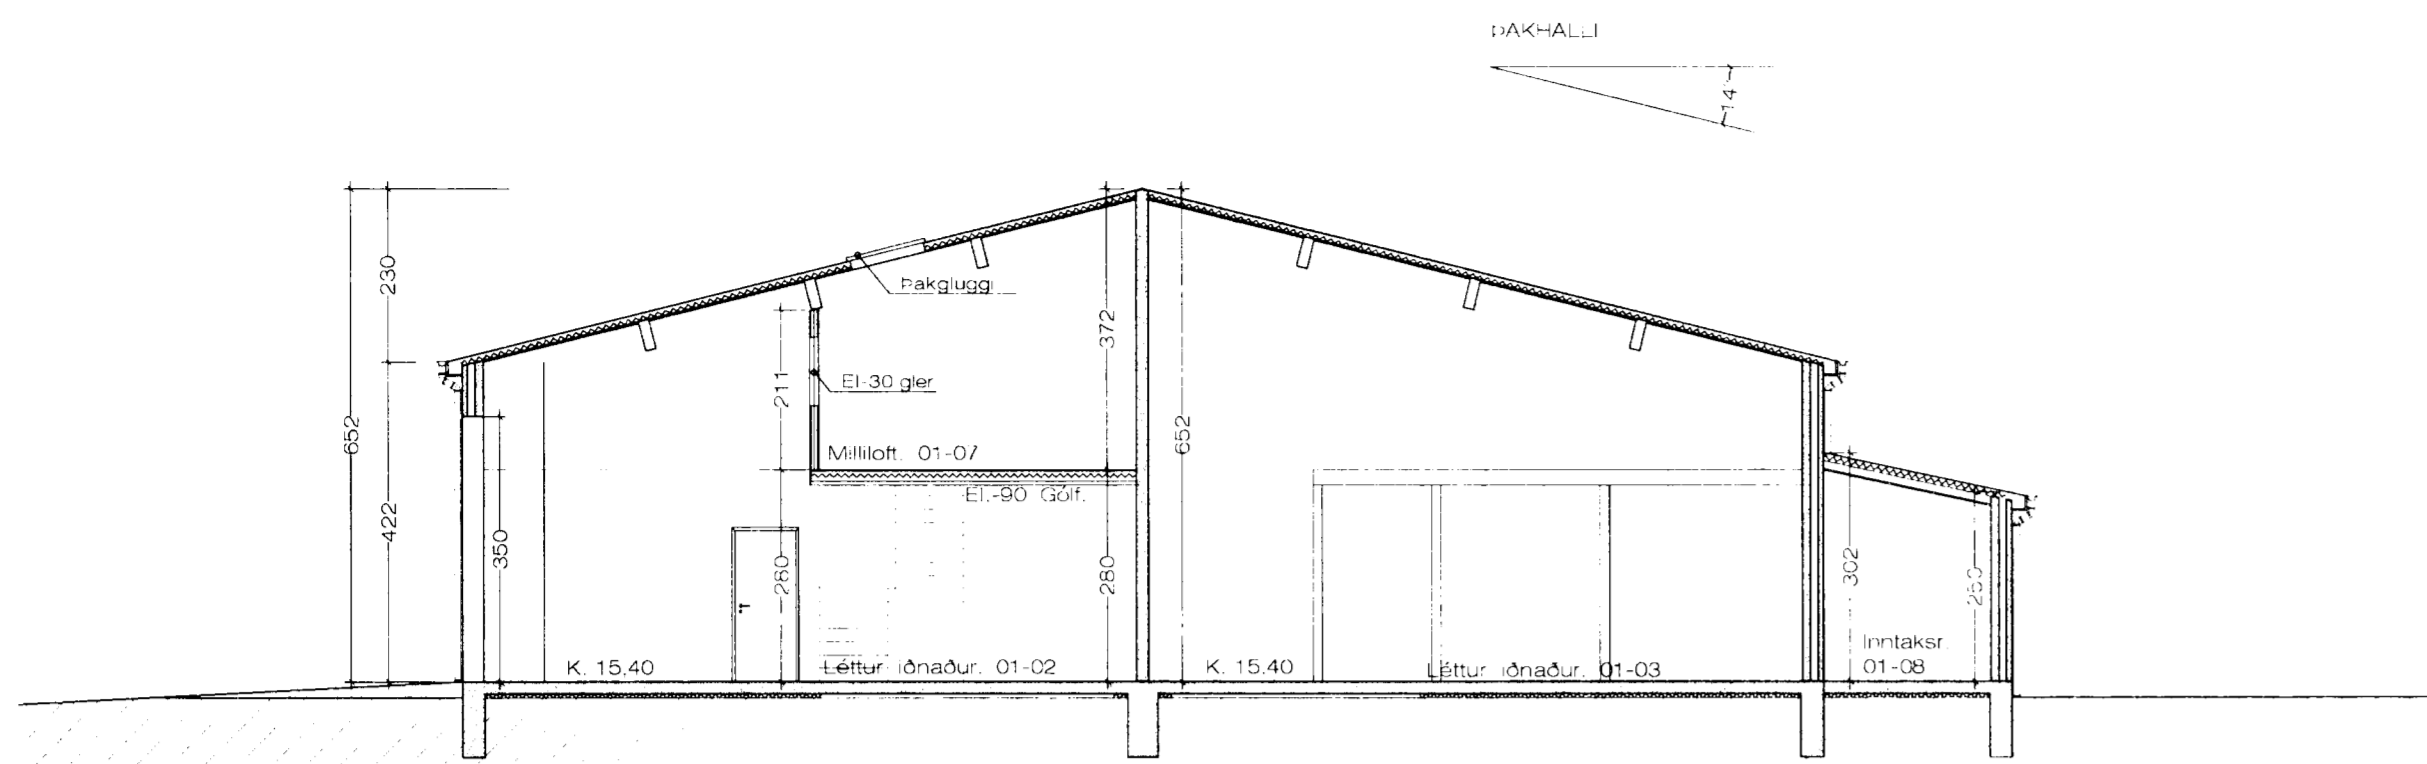 ÞAKHALLI
14°
230
Þakgluggi
372
211
EI-30 gler
652
652
Milliloft. 01-07
EI.-90 Gólf.
422
350
280
280
302
Inntaksr.
01-08
K. 15,40
Léttur iðnaður. 01-02
K. 15,40
Léttur iðnaður. 01-03